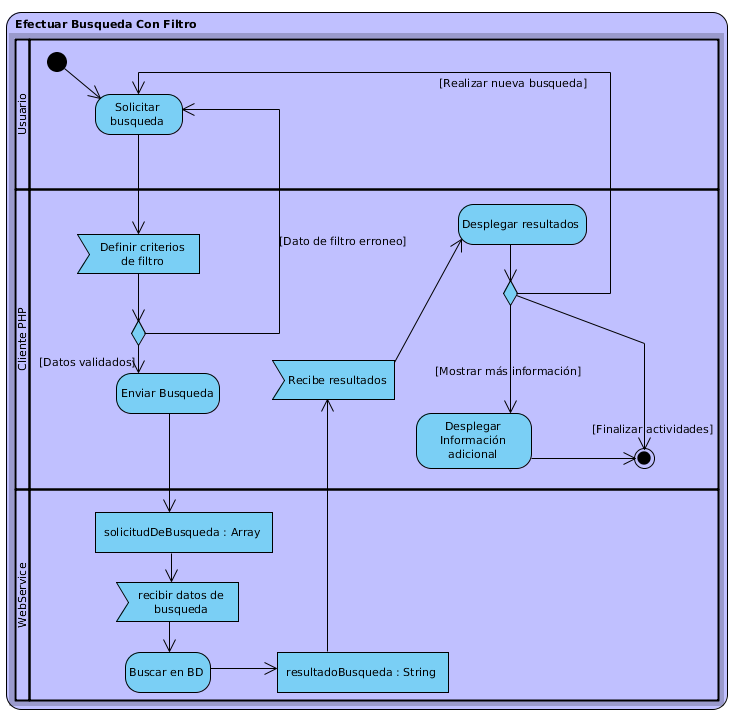 Efectuar Busqueda Con Filtro
Usuario
[Realizar nueva busqueda]
Solicitar
busqueda
Cliente PHP
Desplegar resultados
Definir criterios
de filtro
[Dato de filtro erroneo]
[Datos validados]
Enviar Busqueda
Recibe resultados
[Mostrar más información]
Desplegar
Información
adicional
[Finalizar actividades]
WebService
solicitudDeBusqueda : Array
recibir datos de
busqueda
Buscar en BD
resultadoBusqueda : String